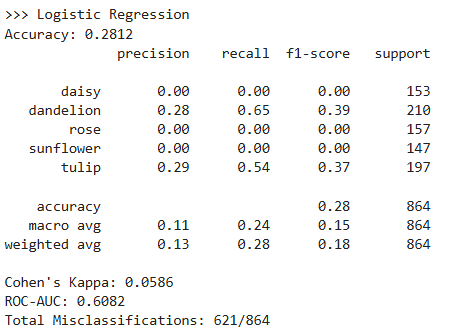 >>> Logistic Regression
Accuracy: 0.2812
precision recall f1-score support
daisy 0.00 0.00 0.00 153
dandelion 0.28 0.65 0.39 210
rose 0.00 0.00 0.00 157
sunflower 0.00 0.00 0.00 147
tulip 0.29 0.54 0.37 197
accuracy 0.28 864
macro avg 0.11 0.24 0.15 864
weighted avg 0.13 0.28 0.18 864
Cohen's Kappa: 0.0586
ROC-AUC: 0.6082
Total Misclassifications: 621/864